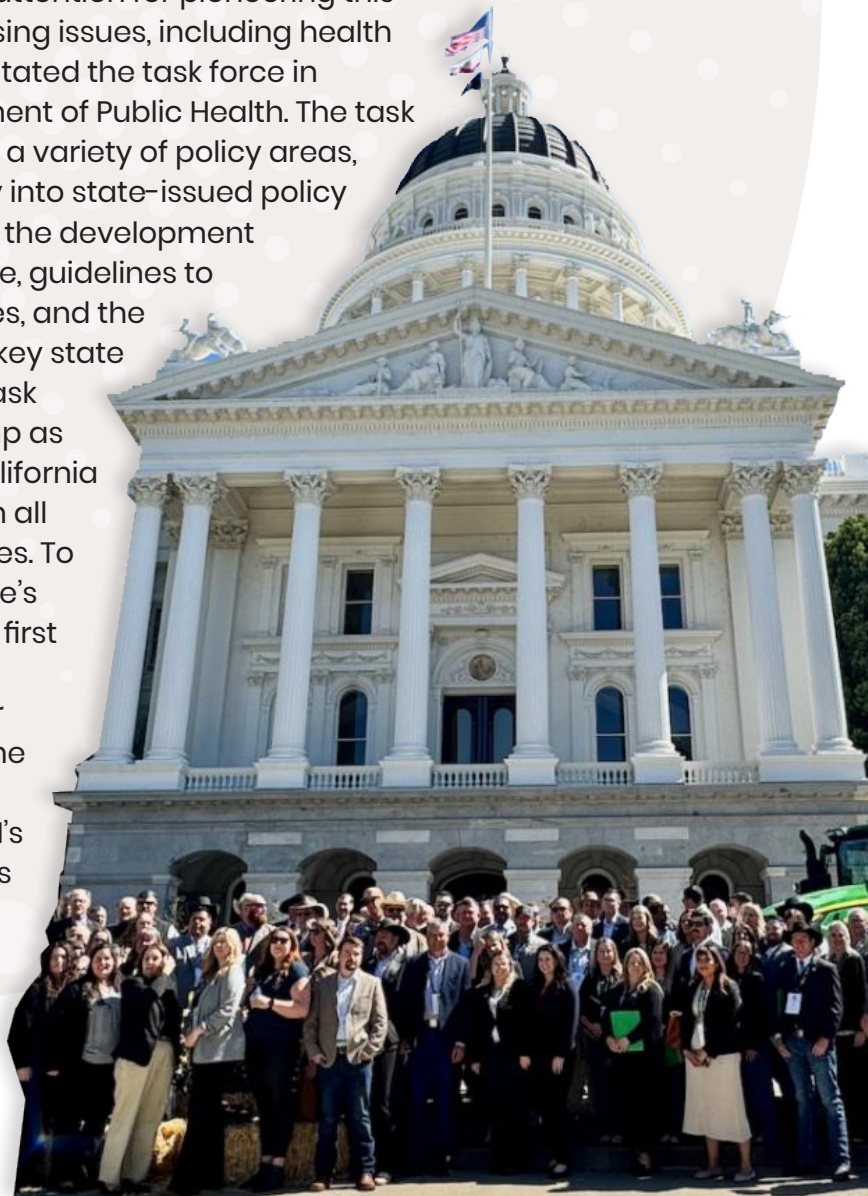 attention for pioneering this
sing issues, including health
tated the task force in
nent of Public Health. The task
a variety of policy areas,
into state-issued policy
the development
e, guidelines to
es, and the
key state
ask
p as
lifornia
all
es. To
e's
first
ne
l's
s